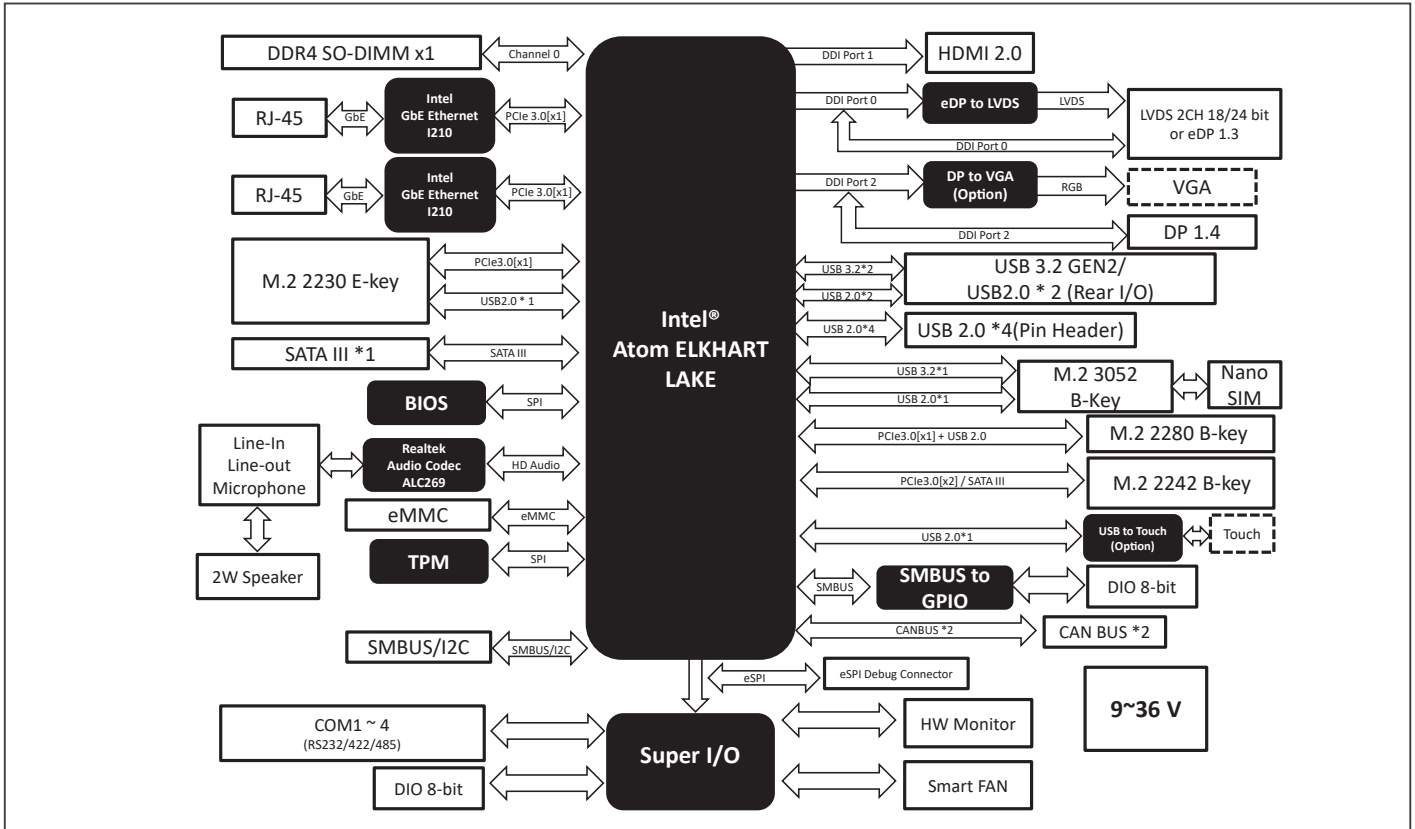 DDR4 SO-DIMM x1
Channel 0
RJ-45
GbE
Intel
GbE Ethernet
I210
PCIe 3.0[x1]
RJ-45
GbE
Intel
GbE Ethernet
I210
PCIe 3.0[x1]
M.2 2230 E-key
PCIe3.0[x1]
USB2.0 * 1
SATA III *1
SATA III
BIOS
SPI
Line-In
Line-out
Microphone
Realtek
Audio Codec
ALC269
HD Audio
eMMC
eMMC
2W Speaker
TPM
SPI
SMBUS/I2C
SMBUS/I2C
Intel®
Atom ELKHART
LAKE
DDI Port 1
HDMI 2.0
DDI Port 0
eDP to LVDS
LVDS
LVDS 2CH 18/24 bit
or eDP 1.3
DDI Port 0
DDI Port 2
DP to VGA
(Option)
RGB
VGA
DDI Port 2
DP 1.4
USB 3.2*2
USB 2.0*2
USB 3.2 GEN2/
USB2.0 * 2 (Rear I/O)
USB 2.0*4
USB 2.0 *4(Pin Header)
USB 3.2*1
USB 2.0*1
M.2 3052
B-Key
Nano
SIM
PCIe3.0[x1] + USB 2.0
M.2 2280 B-key
PCIe3.0[x2] / SATA III
M.2 2242 B-key
USB 2.0*1
USB to Touch
(Option)
Touch
SMBUS
SMBUS to
GPIO
DIO 8-bit
CANBUS *2
CAN BUS *2
eSPI
eSPI Debug Connector
9~36 V
COM1 ~ 4
(RS232/422/485)
DIO 8-bit
Super I/O
HW Monitor
Smart FAN